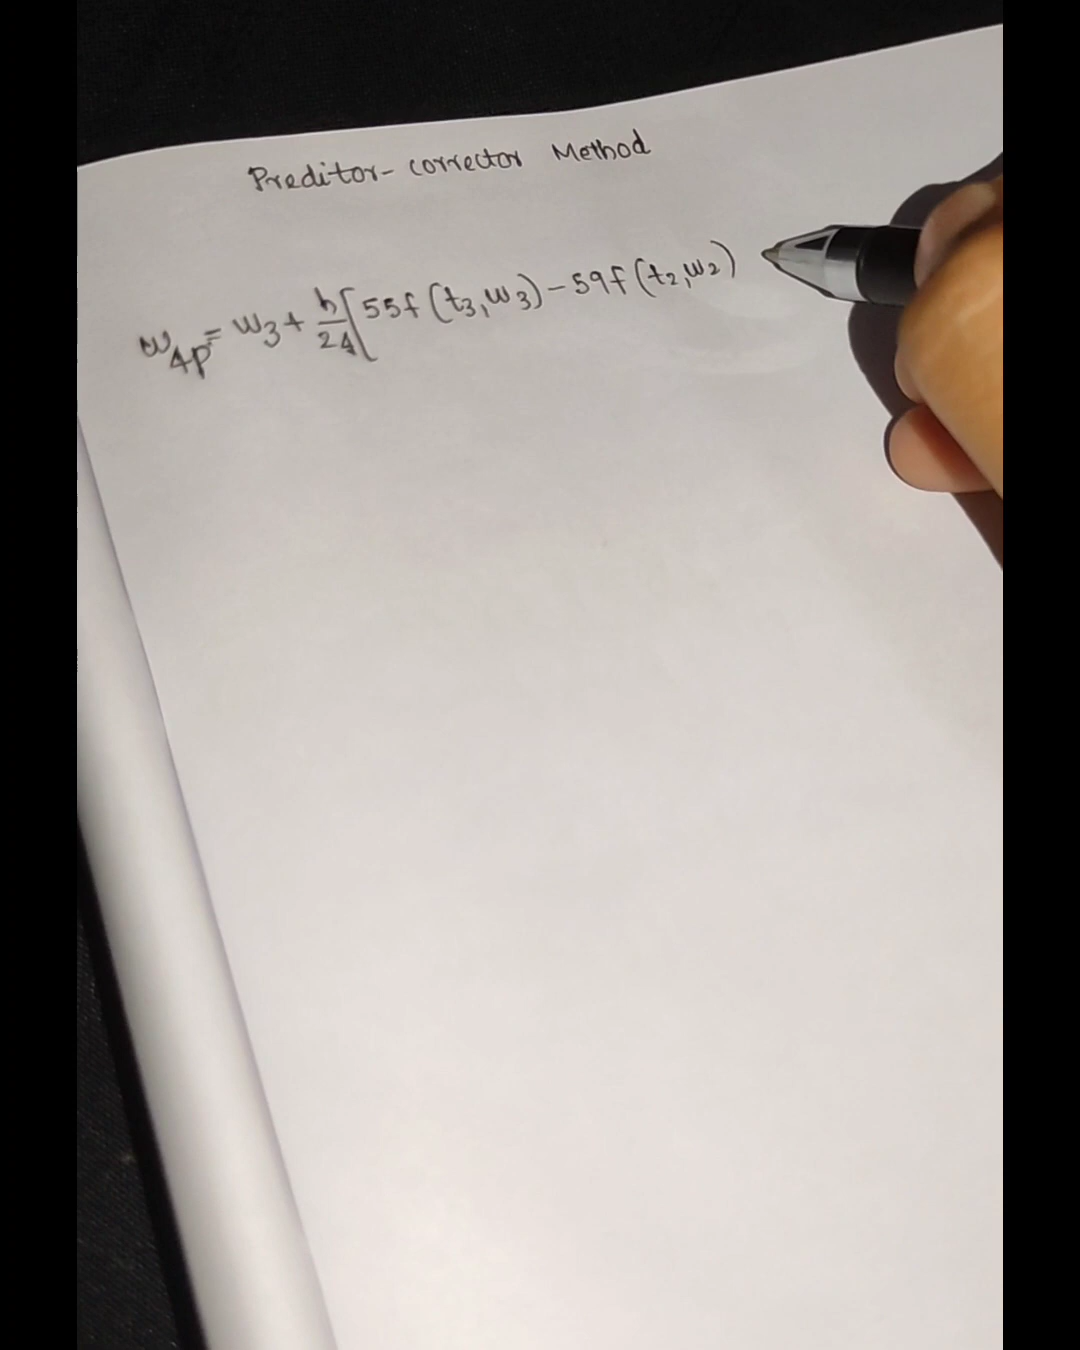 Preditor- corrector Method
w4p = w3 + h/24 [55f (t3, w3) - 59f (t2, w2)